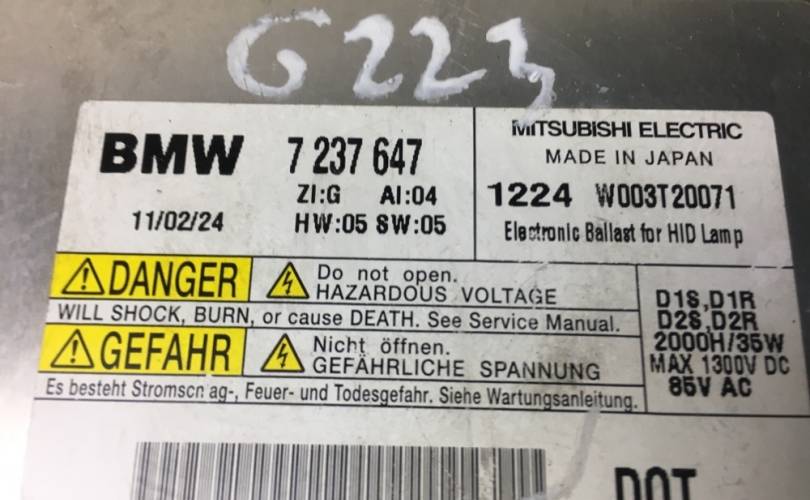 G223
BMW 7 237 647
ZI:G AI:04
11/02/24 HW:05 SW:05
MITSUBISHI ELECTRIC
MADE IN JAPAN
1224 W003T20071
Electronic Ballast for HID Lamp
DANGER Do not open.
HAZARDOUS VOLTAGE
WILL SHOCK, BURN, or cause DEATH. See Service Manual.
GEFAHR Nicht öffnen.
GEFÄHRLICHE SPANNUNG
Es besteht Stromscn ag-, Feuer- und Todesgefahr. Siehe Wartungsanleitung.
D1S,D1R
D2S,D2R
2000H/35W
MAX 1300V DC
85V AC
DOT